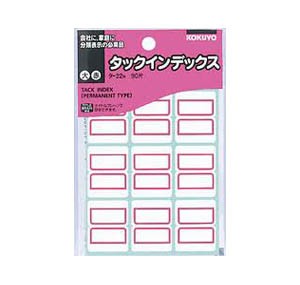 会社に、家庭に
分類表示の必需品
KOKUYO
大 赤
タックインデックス
タ-22R 90片
TACK INDEX
(PERMANENT TYPE)